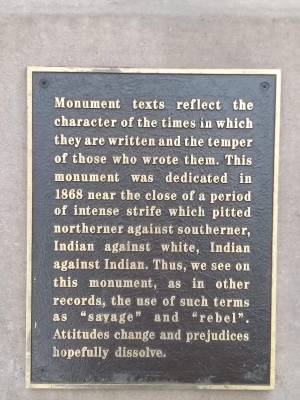 Monument texts reflect the
character of the times in which
they are written and the temper
of those who wrote them. This
monument was dedicated in
1868 near the close of a period
of intense strife which pitted
northerner against southerner,
Indian against white, Indian
against Indian. Thus, we see on
this monument, as in other
records, the use of such terms
as “savage” and “rebel”.
Attitudes change and prejudices
hopefully dissolve.